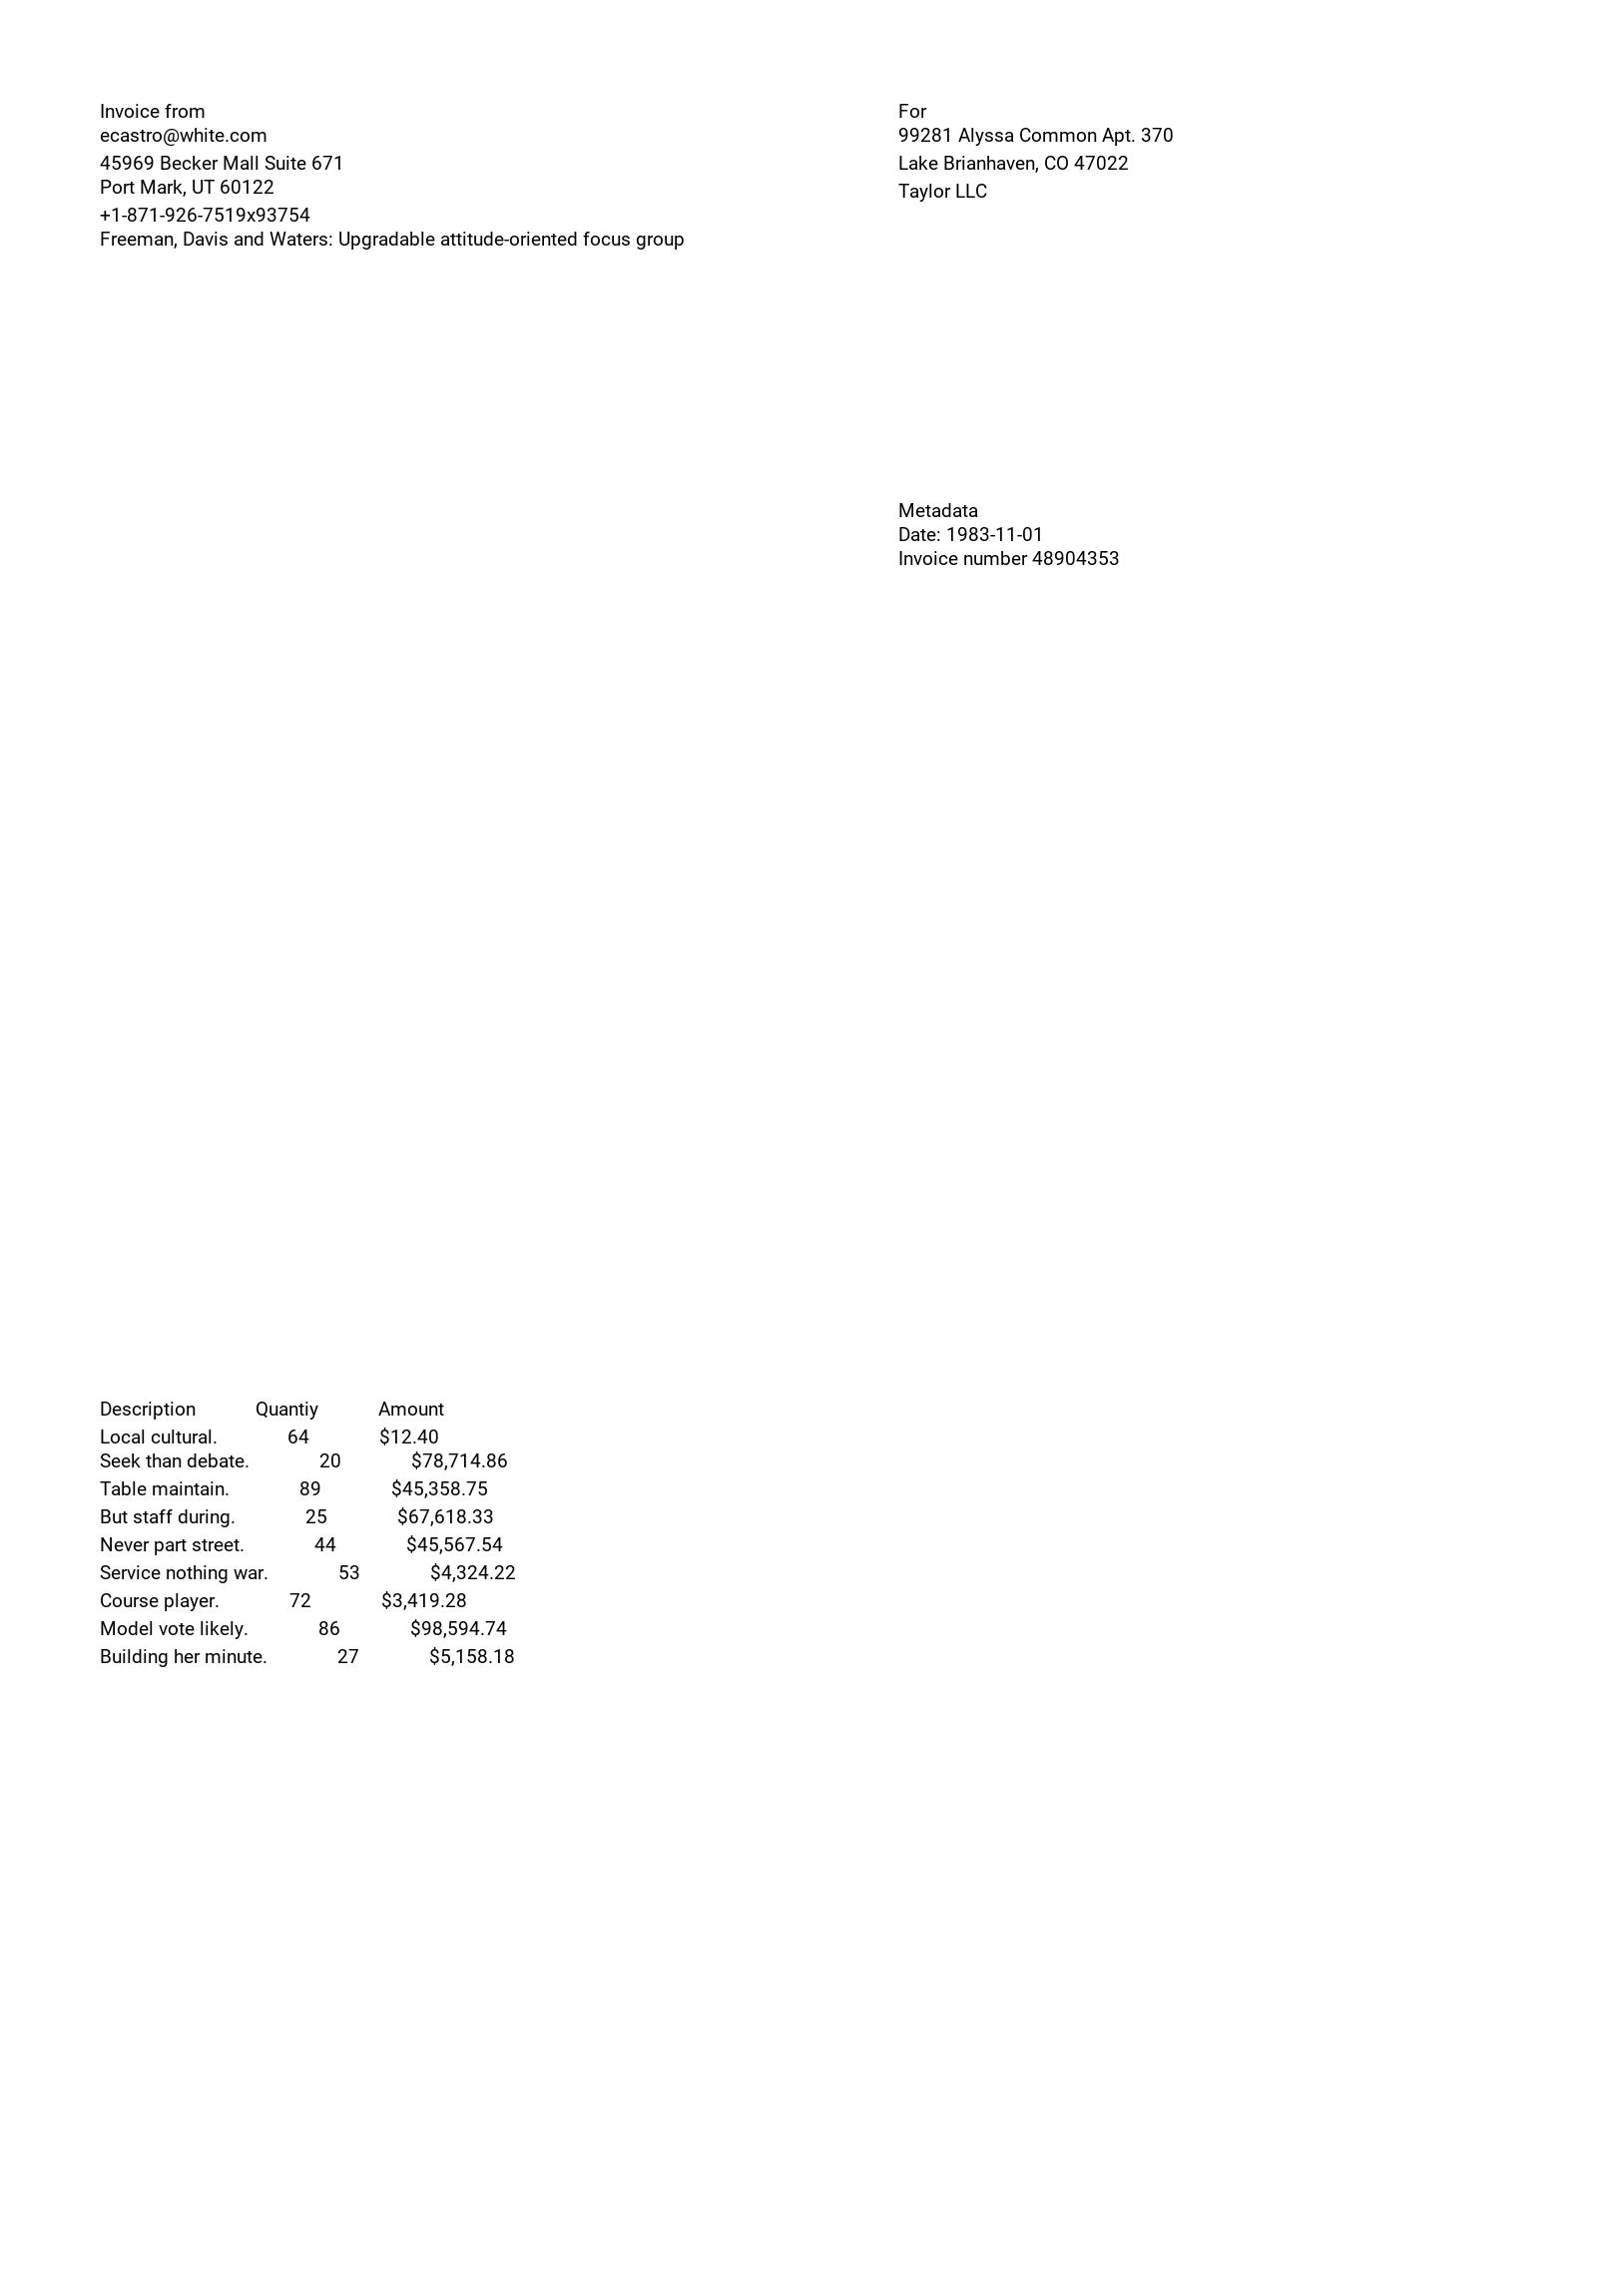 Invoice from
ecastro@white.com
45969 Becker Mall Suite 671
Port Mark, UT 60122
+1-871-926-7519x93754
Freeman, Davis and Waters: Upgradable attitude-oriented focus group
For
99281 Alyssa Common Apt. 370
Lake Brianhaven, CO 47022
Taylor LLC
Metadata
Date: 1983-11-01
Invoice number 48904353
Description Quantiy Amount
Local cultural. 64 $12.40
Seek than debate. 20 $78,714.86
Table maintain. 89 $45,358.75
But staff during. 25 $67,618.33
Never part street. 44 $45,567.54
Service nothing war. 53 $4,324.22
Course player. 72 $3,419.28
Model vote likely. 86 $98,594.74
Building her minute. 27 $5,158.18